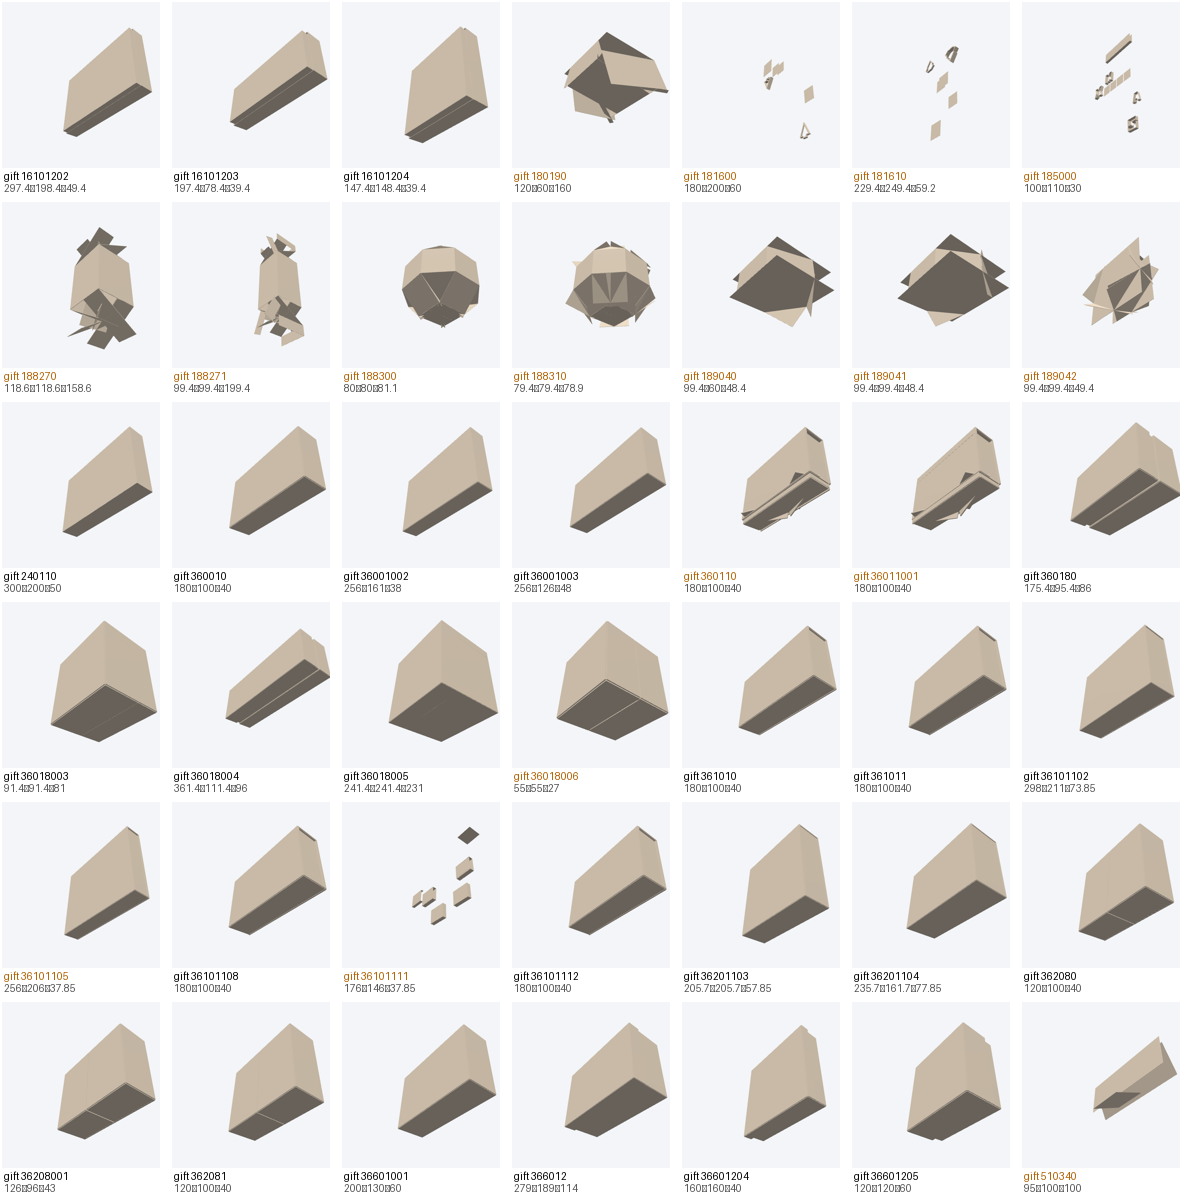 gift 16101202
297.4□198.4□49.4
gift 16101203
197.4□78.4□39.4
gift 16101204
147.4□148.4□39.4
gift 180190
120□60□160
gift 181600
180□200□60
gift 181610
229.4□249.4□59.2
gift 185000
100□110□30
gift 188270
118.6□118.6□158.6
gift 188271
99.4□99.4□199.4
gift 188300
80□80□81.1
gift 188310
79.4□79.4□78.9
gift 189040
99.4□60□48.4
gift 189041
99.4□99.4□48.4
gift 189042
99.4□99.4□49.4
gift 240110
300□200□50
gift 360010
180□100□40
gift 36001002
256□161□38
gift 36001003
256□126□48
gift 360110
180□100□40
gift 36011001
180□100□40
gift 360180
175.4□95.4□86
gift 36018003
91.4□91.4□81
gift 36018004
361.4□111.4□96
gift 36018005
241.4□241.4□231
gift 36018006
55□55□27
gift 361010
180□100□40
gift 361011
180□100□40
gift 36101102
298□211□73.85
gift 36101105
256□206□37.85
gift 36101108
180□100□40
gift 36101111
176□146□37.85
gift 36101112
180□100□40
gift 36201103
205.7□205.7□57.85
gift 36201104
235.7□161.7□77.85
gift 362080
120□100□40
gift 36208001
126□96□43
gift 362081
120□100□40
gift 36601001
200□130□60
gift 366012
279□189□114
gift 36601204
160□160□40
gift 36601205
120□120□60
gift 510340
95□100□100